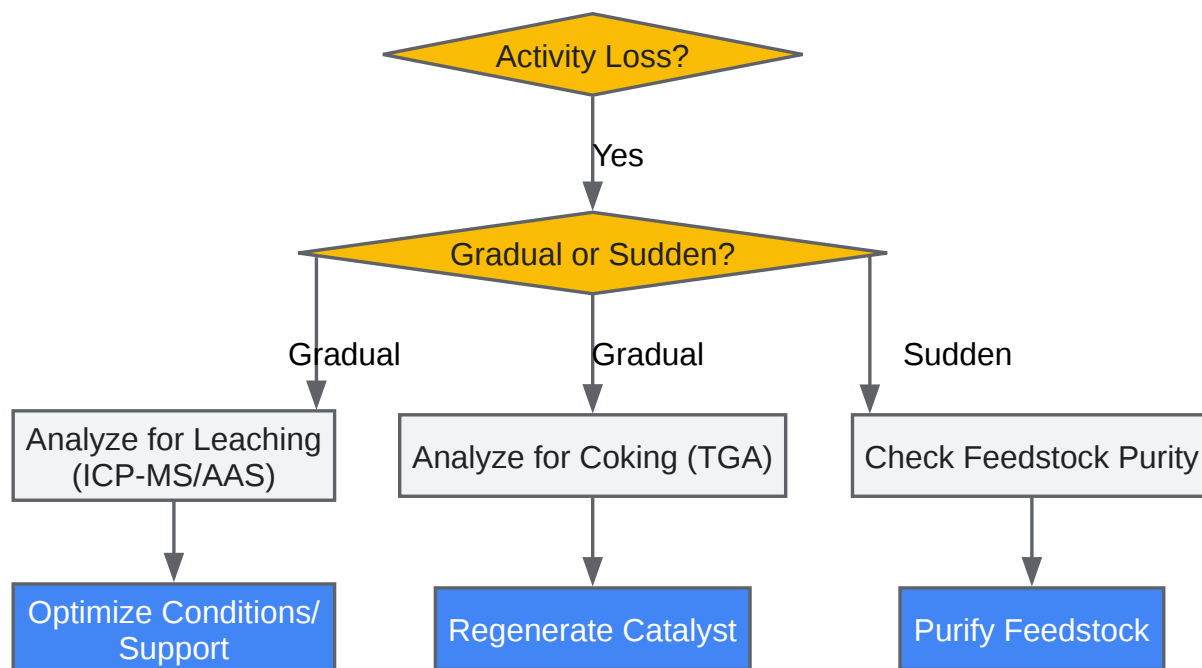 Activity Loss?
Yes
Gradual or Sudden?
Gradual
Gradual
Sudden
Analyze for Leaching
(ICP-MS/AAS)
Analyze for Coking (TGA)
Check Feedstock Purity
Optimize Conditions/
Support
Regenerate Catalyst
Purify Feedstock